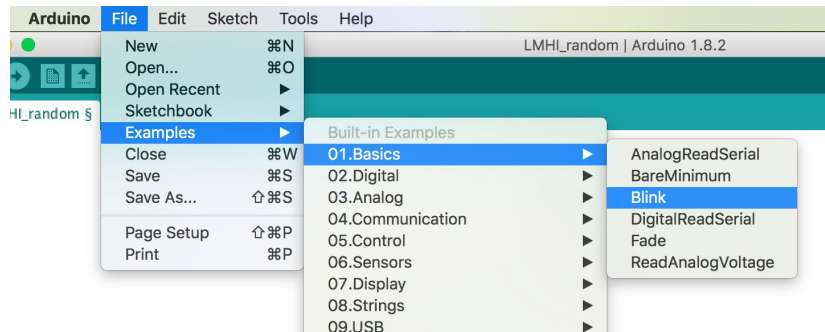 Arduino File Edit Sketch Tools Help
LMHI_random | Arduino 1.8.2
HI_random §
New ⌘N
Open... ⌘O
Open Recent ▶
Sketchbook ▶
Examples ▶
Close ⌘W
Save ⌘S
Save As... ⇧⌘S
Page Setup ⇧⌘P
Print ⌘P
Built-in Examples
01.Basics ▶
02.Digital ▶
03.Analog ▶
04.Communication ▶
05.Control ▶
06.Sensors ▶
07.Display ▶
08.Strings ▶
09.USB ▶
AnalogReadSerial
BareMinimum
Blink
DigitalReadSerial
Fade
ReadAnalogVoltage